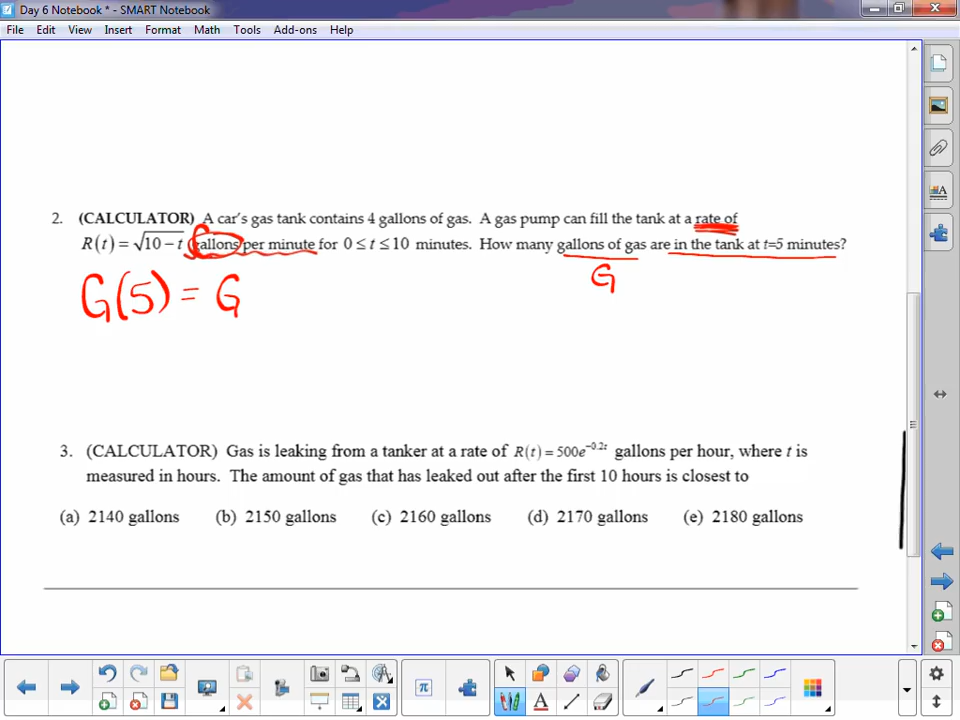 Day 6 Notebook * - SMART Notebook
File Edit View Insert Format Math Tools Add-ons Help
2. (CALCULATOR) A car's gas tank contains 4 gallons of gas. A gas pump can fill the tank at a rate of
R(t) = √10 − t (gallons per minute for 0 ≤ t ≤ 10 minutes. How many gallons of gas are in the tank at t=5 minutes?
G
G(5) = G
3. (CALCULATOR) Gas is leaking from a tanker at a rate of R(t) = 500e^−0.2t gallons per hour, where t is
measured in hours. The amount of gas that has leaked out after the first 10 hours is closest to
(a) 2140 gallons (b) 2150 gallons (c) 2160 gallons (d) 2170 gallons (e) 2180 gallons
π A